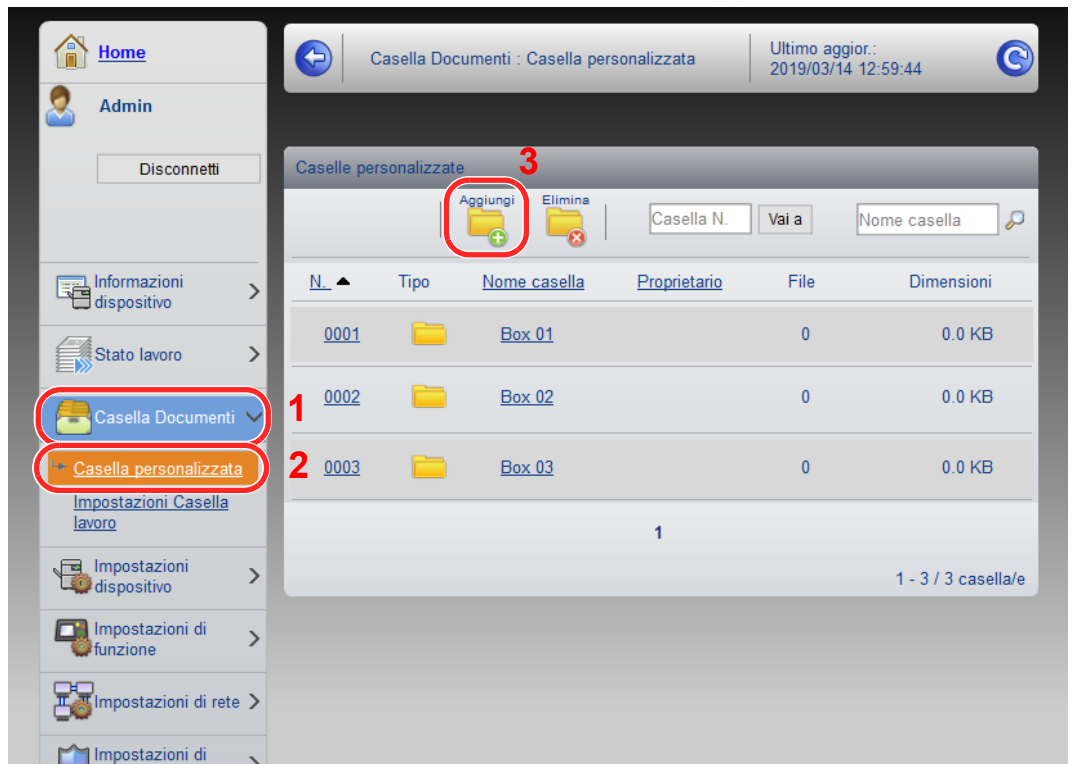 Home
Admin
Disconnetti
Informazioni
dispositivo
Stato lavoro
Casella Documenti
1
Casella personalizzata
2
Impostazioni Casella
lavoro
Impostazioni
dispositivo
Impostazioni di
funzione
Impostazioni di rete
Impostazioni di
Casella Documenti : Casella personalizzata
Ultimo aggior.:
2019/03/14 12:59:44
Caselle personalizzate
3
Aggiungi
Elimina
Casella N.
Vai a
Nome casella
N. Tipo Nome casella Proprietario File Dimensioni
0001 Box 01 0 0.0 KB
0002 Box 02 0 0.0 KB
0003 Box 03 0 0.0 KB
1
1 - 3 / 3 casella/e